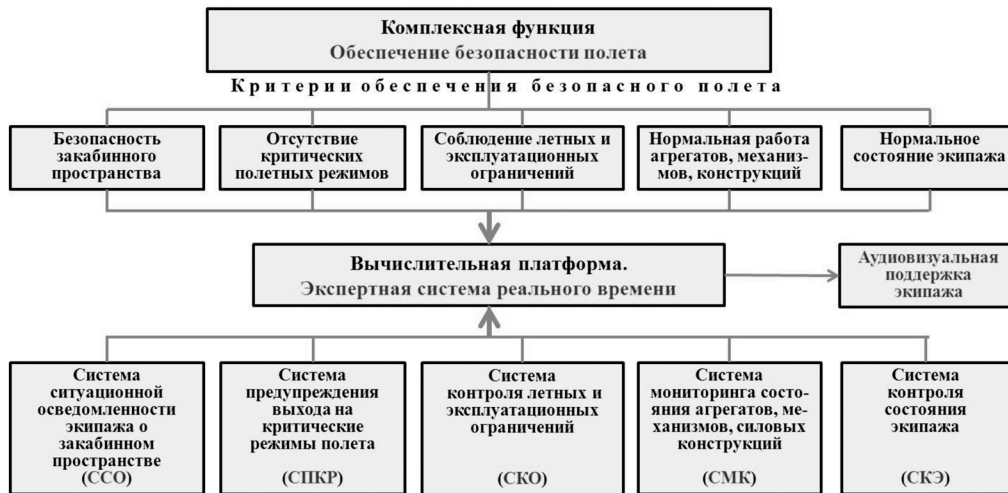 Комплексная функция
Обеспечение безопасности полета
Критерии обеспечения безопасного полета
Безопасность
закабинного
пространства
Отсутствие
критических
полетных режимов
Соблюдение летных и
эксплуатационных
ограничений
Нормальная работа
агрегатов, механиз-
мов, конструкций
Нормальное
состояние экипажа
Вычислительная платформа.
Экспертная система реального времени
Аудиовизуальная
поддержка
экипажа
Система
ситуационной
осведомленности
экипажа о
закабинном
пространстве
(ССО)
Система
предупреждения
выхода на
критические
режимы полета
(СПКР)
Система
контроля летных и
эксплуатационных
ограничений
(СКО)
Система
мониторинга состо-
яния агрегатов, ме-
ханизмов, силовых
конструкций
(СМК)
Система
контроля
состояния
экипажа
(СКЭ)